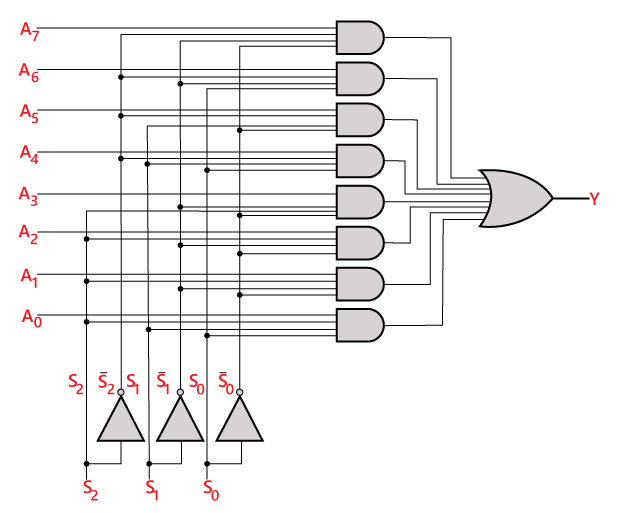 A₇
A₆
A₅
A₄
A₃
A₂
A₁
A₀
Y
S₂ S̄₂ S₁ S̄₁ S₀ S̄₀
S₂ S₁ S₀